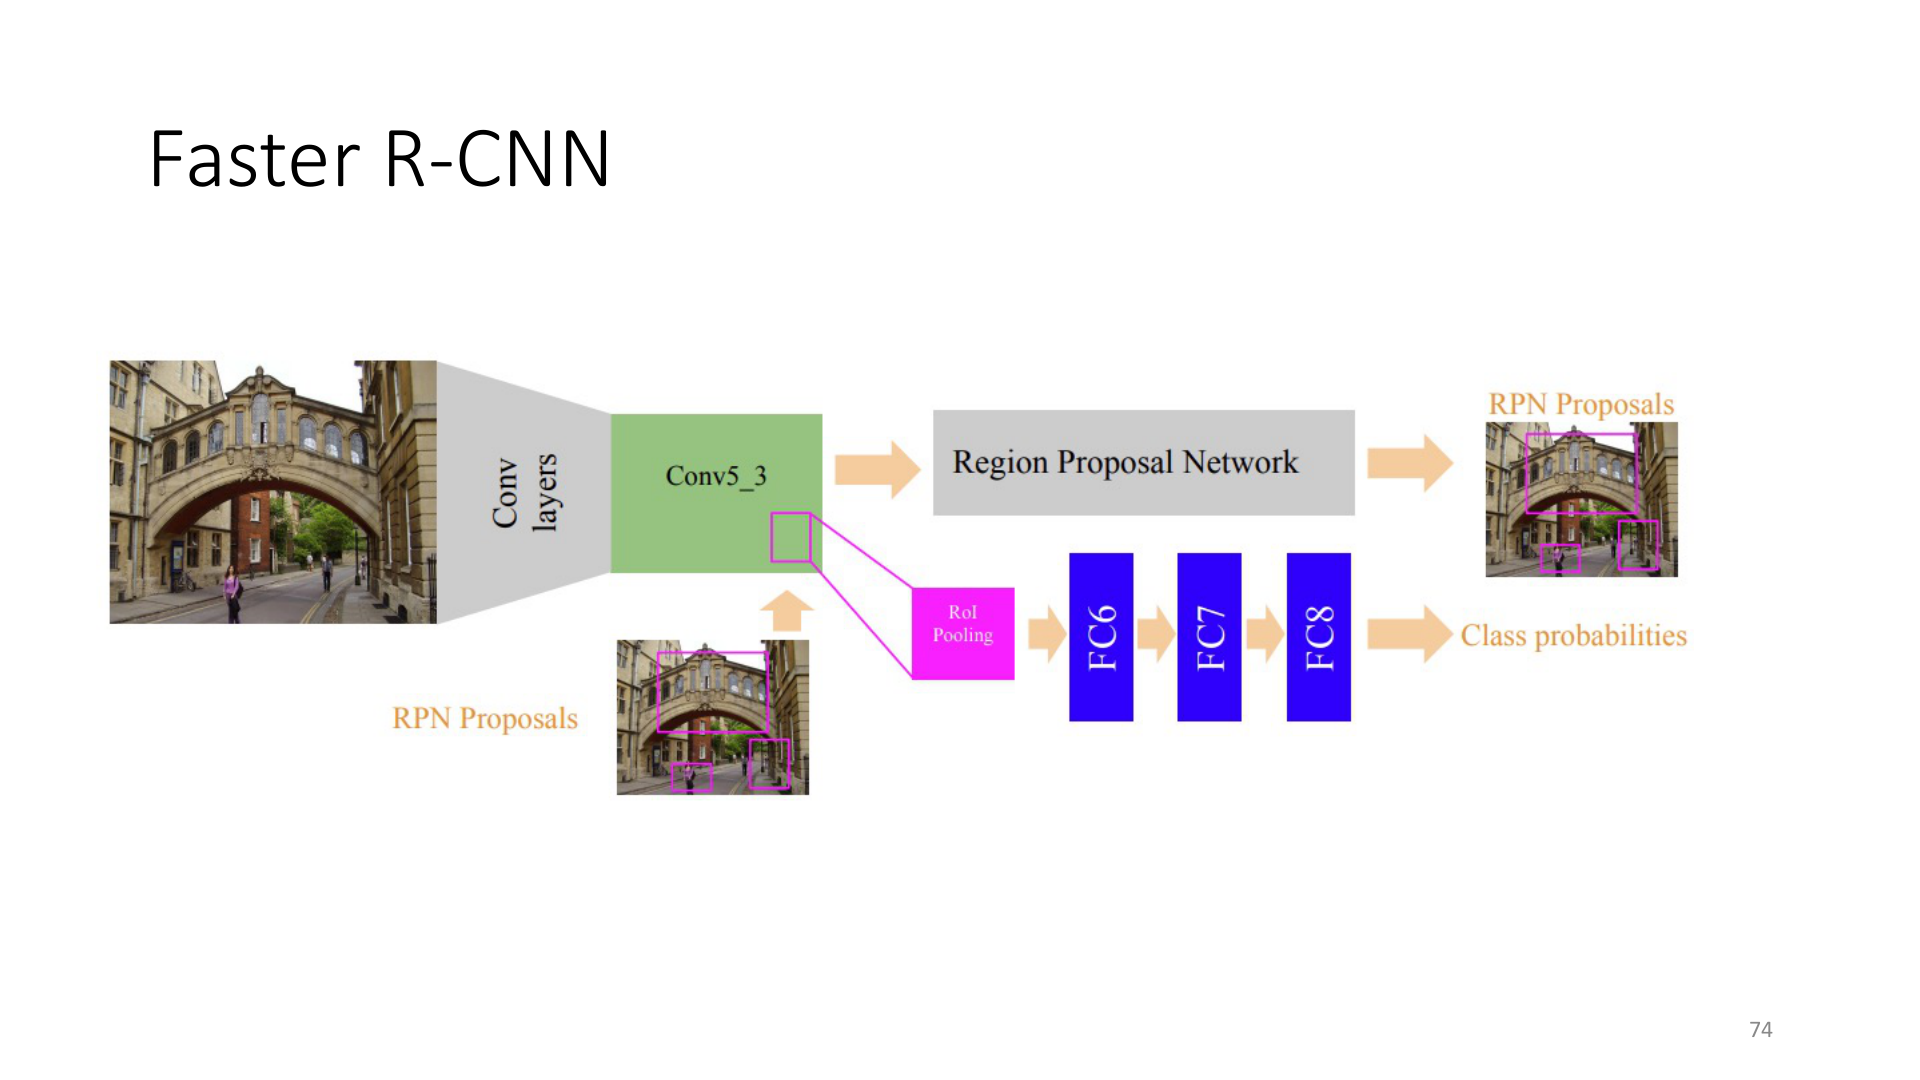 Faster R-CNN
Conv
layers
Conv5_3
Region Proposal Network
RPN Proposals
RoI
Pooling
FC6
FC7
FC8
Class probabilities
RPN Proposals
74